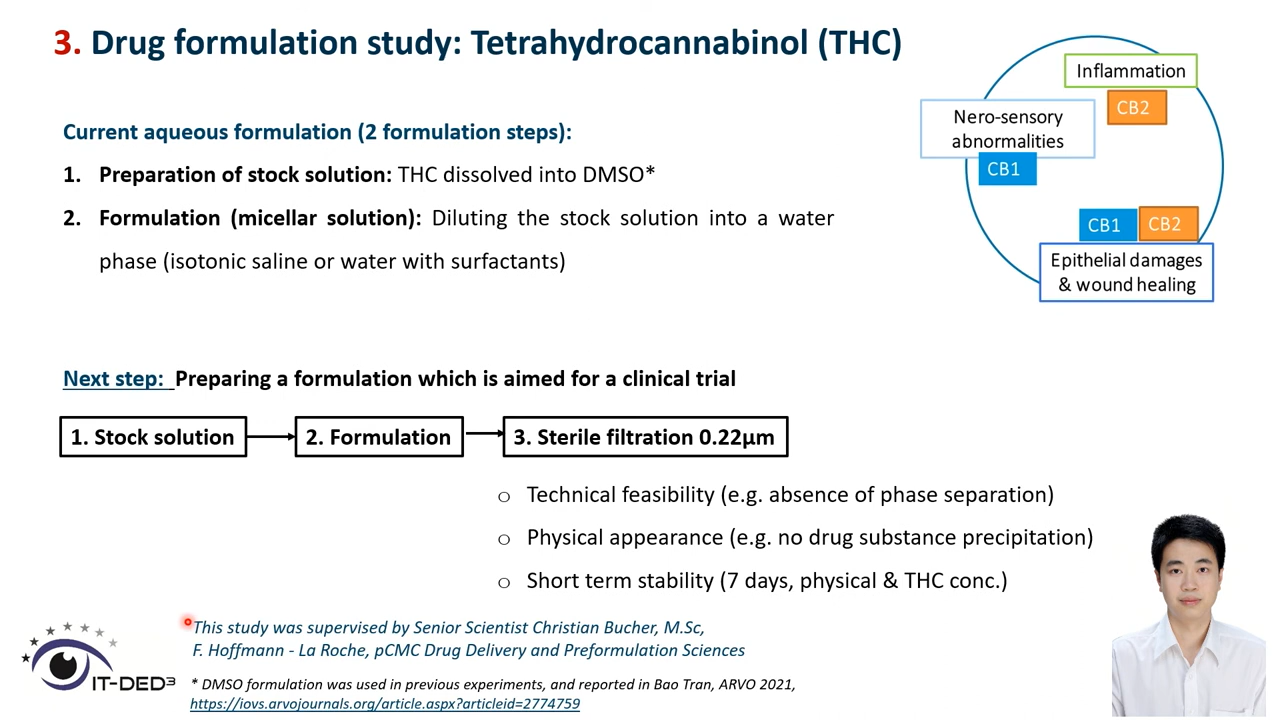 3. Drug formulation study: Tetrahydrocannabinol (THC)
Inflammation
CB2
Nero-sensory
abnormalities
CB1
CB1 CB2
Epithelial damages
& wound healing
Current aqueous formulation (2 formulation steps):
1. Preparation of stock solution: THC dissolved into DMSO*
2. Formulation (micellar solution): Diluting the stock solution into a water
phase (isotonic saline or water with surfactants)
Next step: Preparing a formulation which is aimed for a clinical trial
1. Stock solution 2. Formulation 3. Sterile filtration 0.22µm
o Technical feasibility (e.g. absence of phase separation)
o Physical appearance (e.g. no drug substance precipitation)
o Short term stability (7 days, physical & THC conc.)
This study was supervised by Senior Scientist Christian Bucher, M.Sc,
F. Hoffmann - La Roche, pCMC Drug Delivery and Preformulation Sciences
IT-DED³
* DMSO formulation was used in previous experiments, and reported in Bao Tran, ARVO 2021,
https://iovs.arvojournals.org/article.aspx?articleid=2774759